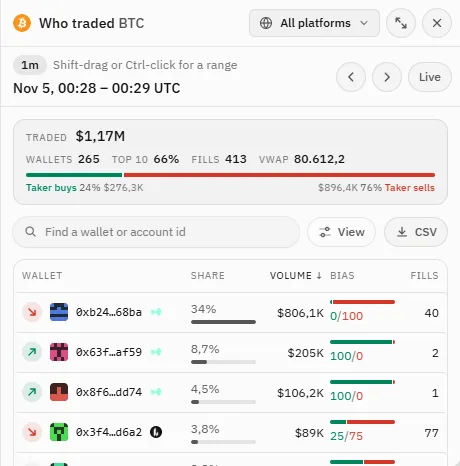 Who traded BTC
All platforms
1m Shift-drag or Ctrl-click for a range
Nov 5, 00:28 – 00:29 UTC
Live
TRADED $1,17M
WALLETS 265 TOP 10 66% FILLS 413 VWAP 80.612,2
Taker buys 24% $276,3K $896,4K 76% Taker sells
Find a wallet or account id
View
CSV
WALLET SHARE VOLUME ↓ BIAS FILLS
0xb24…68ba 34% $806,1K 0/100 40
0x63f…af59 8,7% $205K 100/0 2
0x8f6…dd74 4,5% $106,2K 100/0 1
0x3f4…d6a2 3,8% $89K 25/75 77